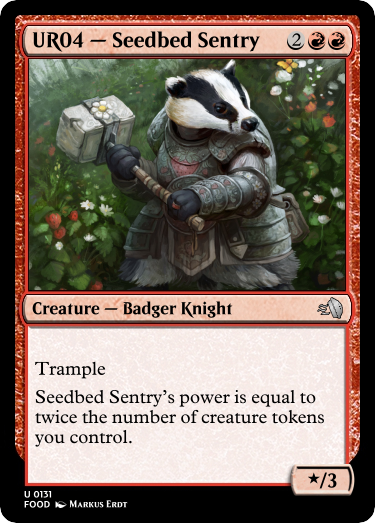 UR04 — Seedbed Sentry 2
Creature — Badger Knight
Trample
Seedbed Sentry's power is equal to
twice the number of creature tokens
you control.
★/3
U 0131
FOOD Markus Erdt